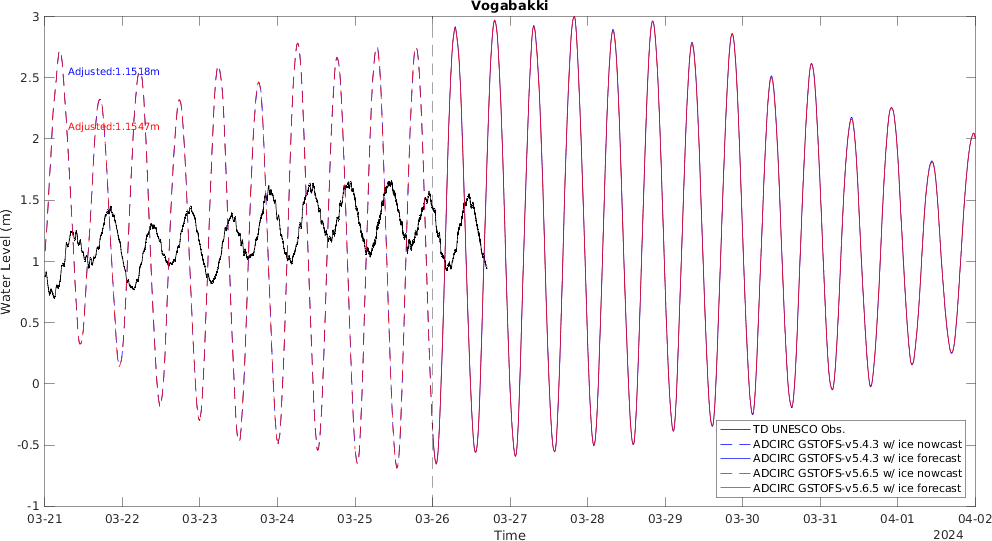 Vogabakki
3
2.5
2
1.5
1
0.5
0
-0.5
-1
Water Level (m)
Adjusted:1.1518m
Adjusted:1.1547m
TD UNESCO Obs.
ADCIRC GSTOFS-v5.4.3 w/ ice nowcast
ADCIRC GSTOFS-v5.4.3 w/ ice forecast
ADCIRC GSTOFS-v5.6.5 w/ ice nowcast
ADCIRC GSTOFS-v5.6.5 w/ ice forecast
03-21 03-22 03-23 03-24 03-25 03-26 03-27 03-28 03-29 03-30 03-31 04-01 04-02
2024
Time